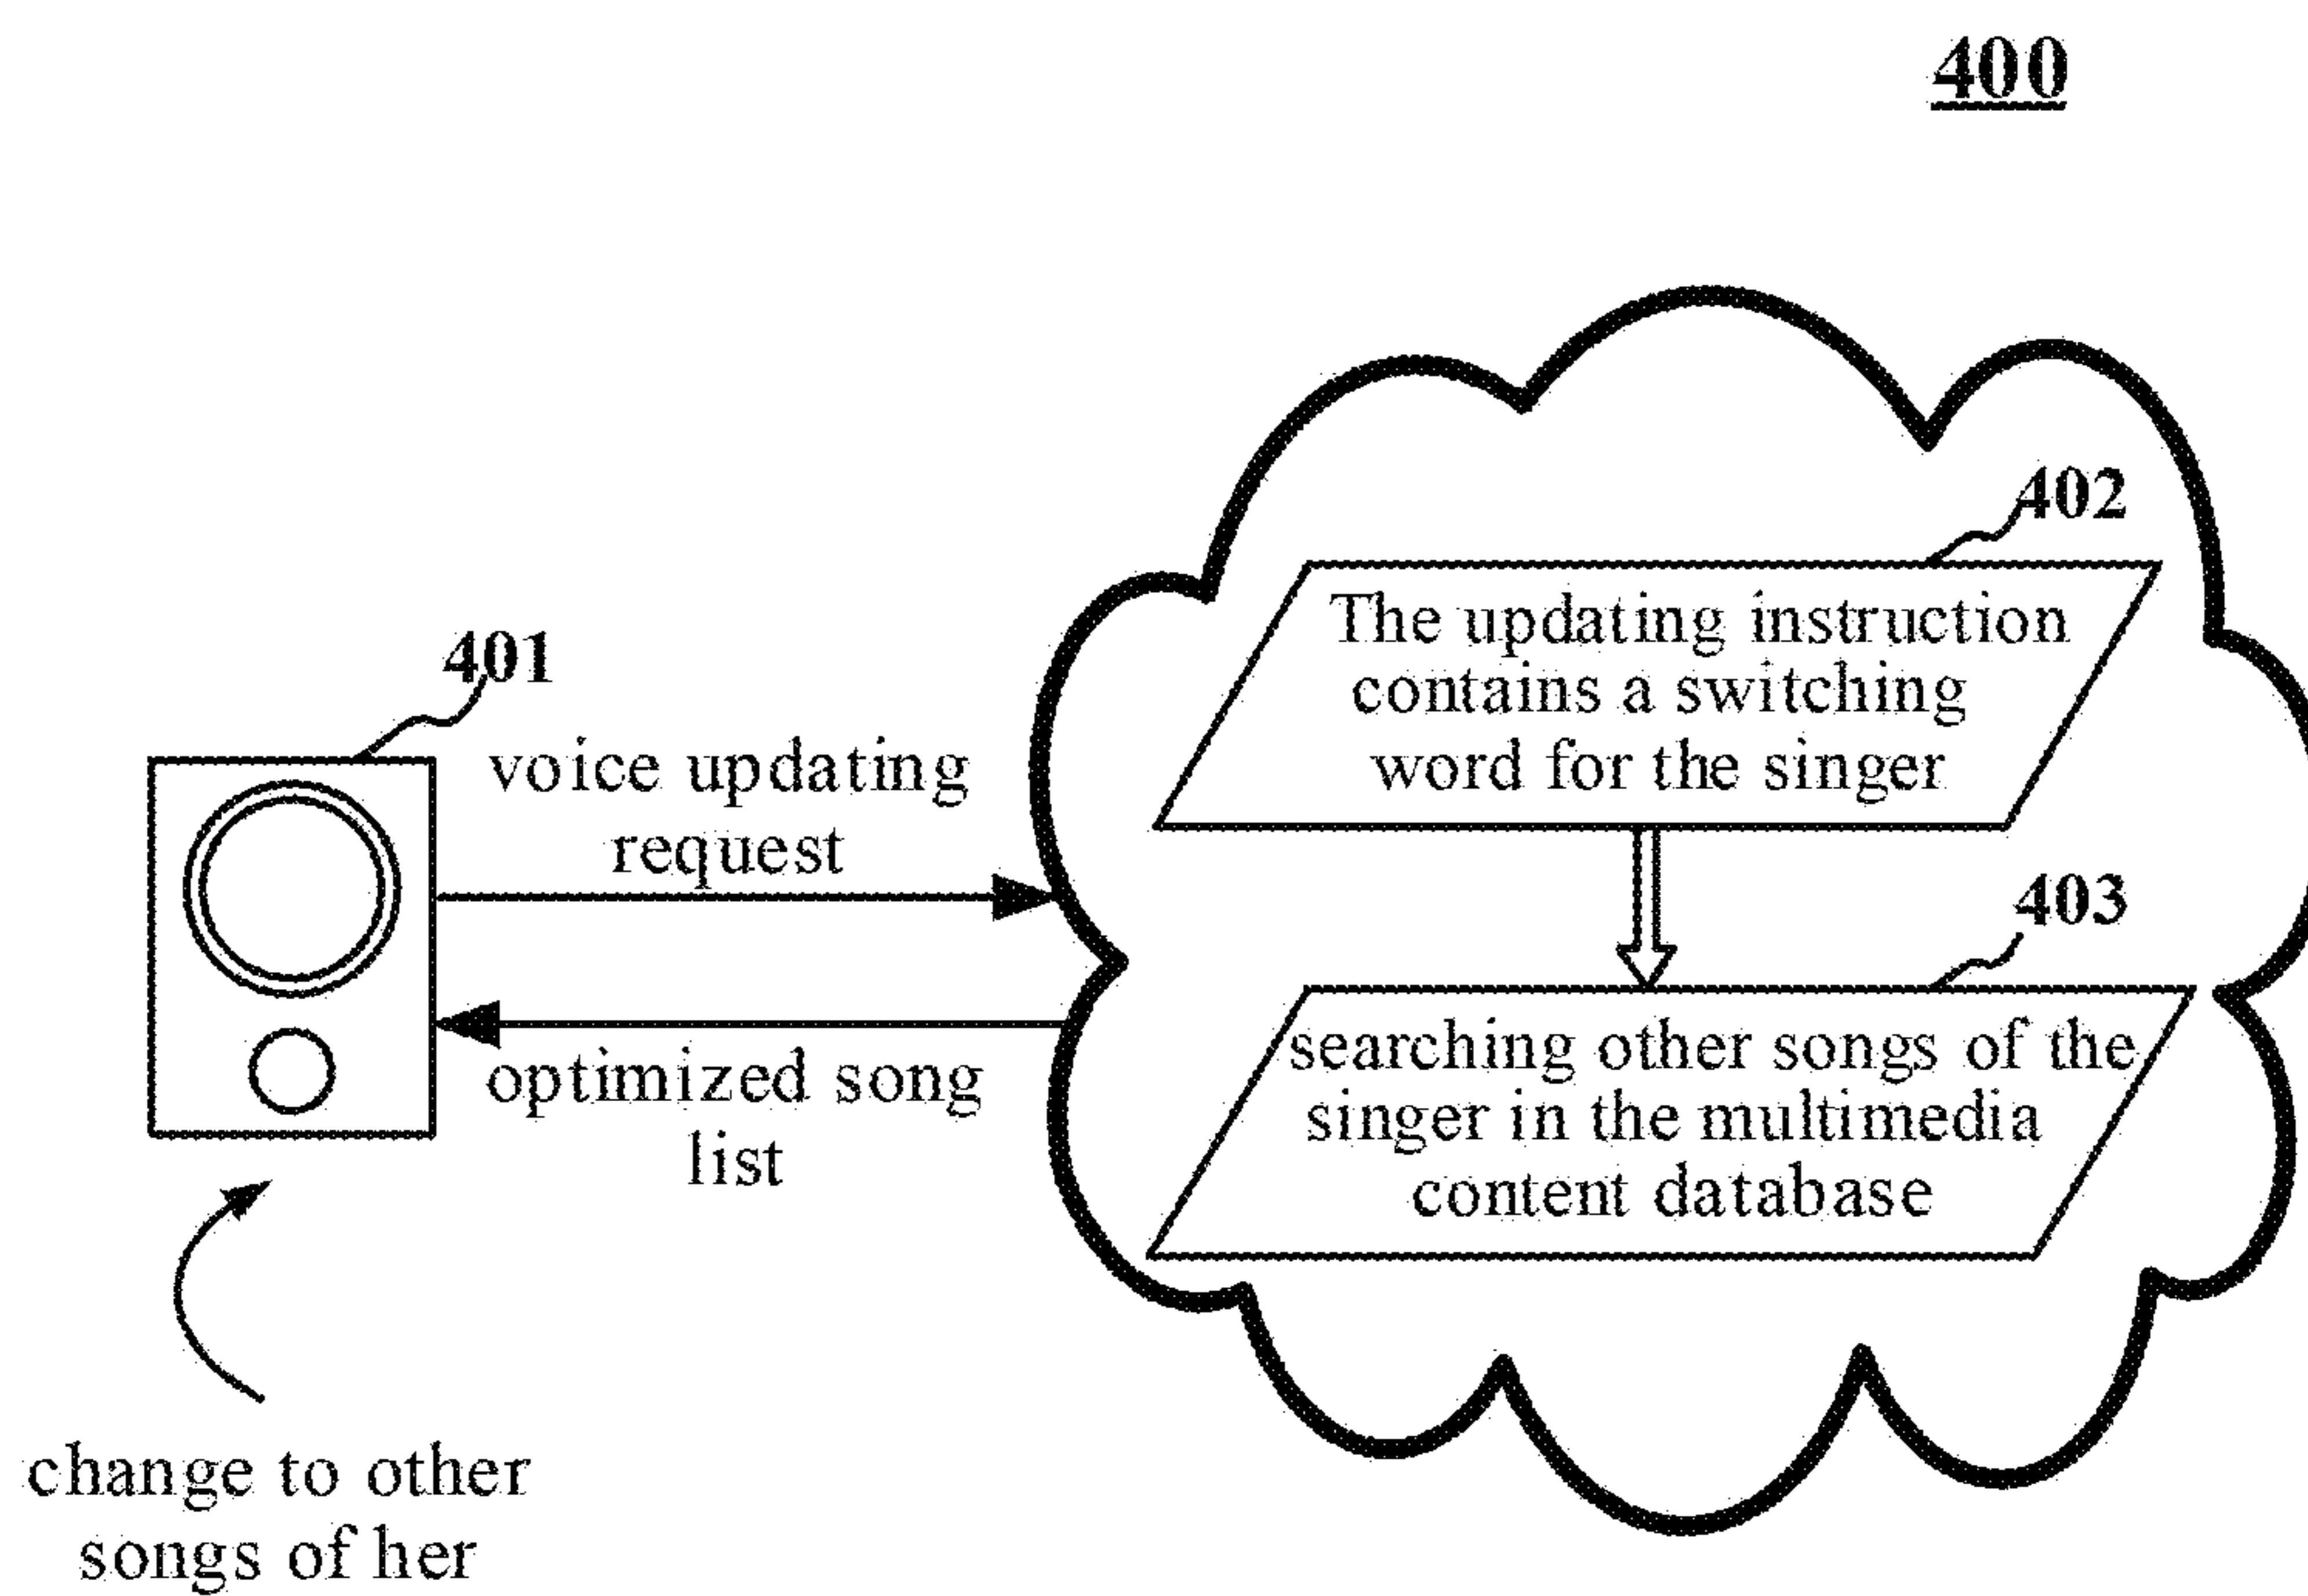 400
402
The updating instruction
contains a switching
word for the singer
401
voice updating
request
403
searching other songs of the
singer in the multimedia
content database
optimized song
list
change to other
songs of her